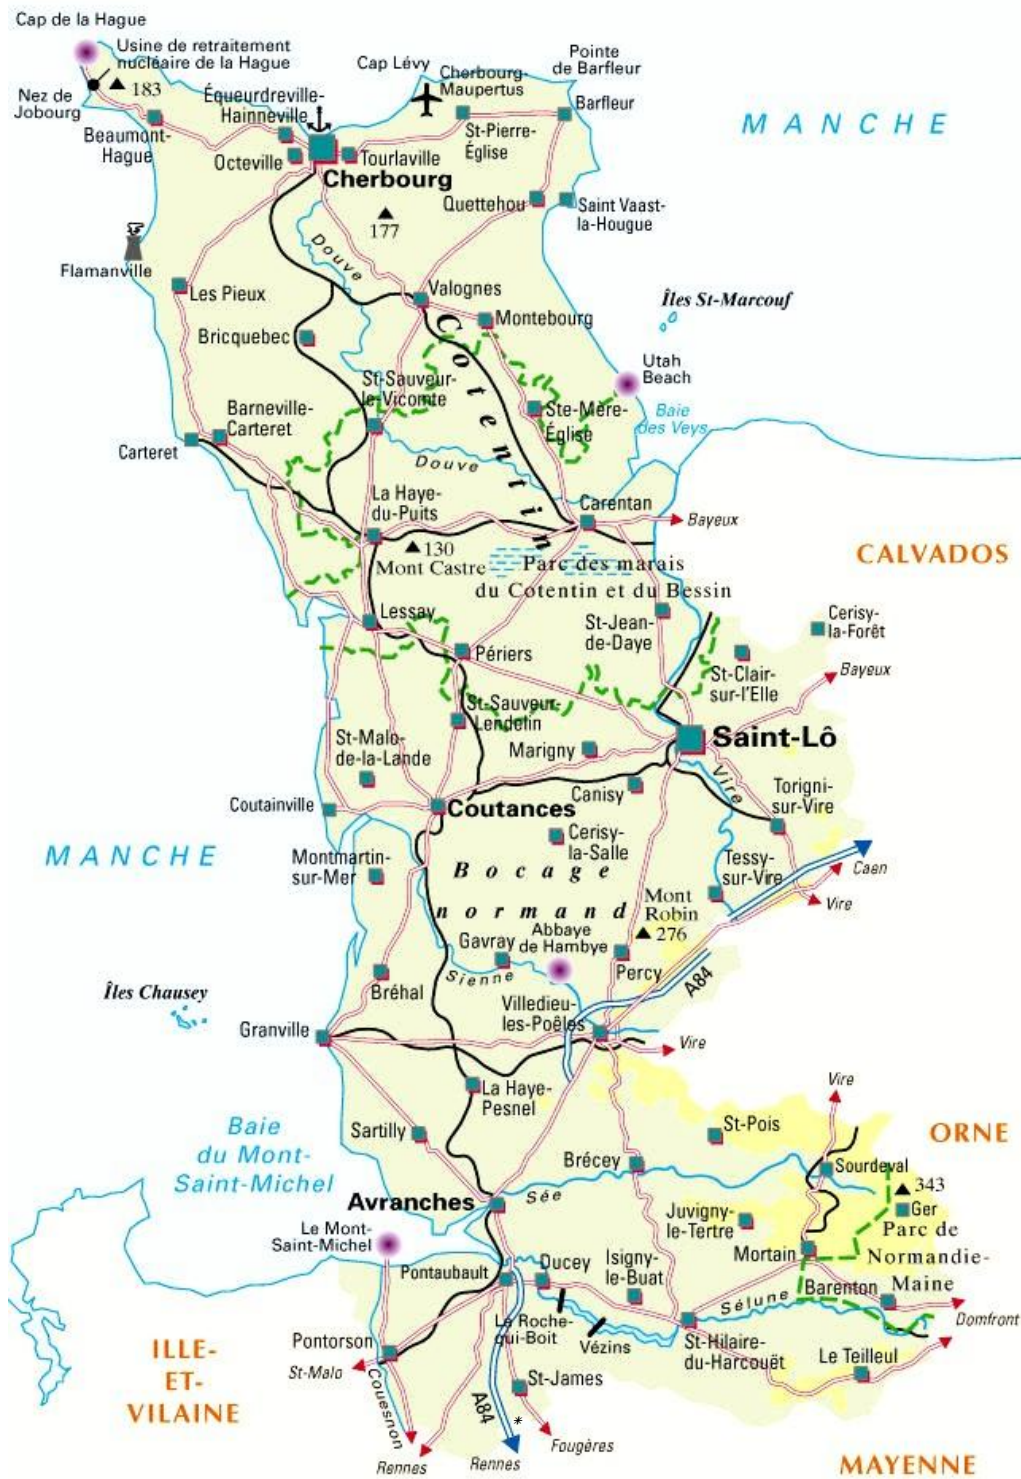 Cap de la Hague
Usine de retraitement
nucléaire de la Hague
183
Nez de
Jobourg
Beaumont-
Hague
Équeurdreville-
Hainneville
Octeville
Cherbourg
Tourlaville
Cap Lévy
Cherbourg-
Maupertus
St-Pierre-
Église
Pointe
de Barfleur
Barfleur
MANCHE
Quettehou
Saint Vaast-
la-Hougue
177
Douve
Flamanville
Les Pieux
Valognes
Montebourg
Îles St-Marcouf
Bricquebec
Cotentin
Utah
Beach
St-Sauveur-
le-Vicomte
Ste-Mère-
Église
Baie
des Veys
Barneville-
Carteret
Carteret
Douve
La Haye-
du-Puits
Carentan
Bayeux
130
Mont Castre
Parc des marais
du Cotentin et du Bessin
CALVADOS
Lessay
St-Jean-
de-Daye
Cerisy-
la-Forêt
Périers
St-Clair-
sur-l'Elle
Bayeux
St-Sauveur-
Lendelin
St-Malo-
de-la-Lande
Marigny
Saint-Lô
Vire
Canisy
Torigni-
sur-Vire
Coutainville
Coutances
Cerisy-
la-Salle
MANCHE
Montmartin-
sur-Mer
Bocage
normand
Tessy-
sur-Vire
Caen
Vire
Mont
Robin
276
Abbaye
de Hambye
Gavray
Sienne
Percy
A84
Îles Chausey
Bréhal
Villedieu-
les-Poêles
Granville
Vire
La Haye-
Pesnel
Vire
St-Pois
ORNE
Baie
du Mont-
Saint-Michel
Sartilly
Brécey
Sourdeval
343
Ger
Avranches
Sée
Juvigny-
le-Tertre
Parc de
Normandie-
Maine
Le Mont-
Saint-Michel
Mortain
Pontaubault
Ducey
Isigny-
le-Buat
Barenton
Sélune
Domfront
La Roche-
qui-Boit
Vézins
St-Hilaire-
du-Harcouët
Pontorson
St-Malo
Le Teilleul
ILLE-
ET-
VILAINE
Couesnon
St-James
A84
*
Fougères
Rennes
Rennes
MAYENNE